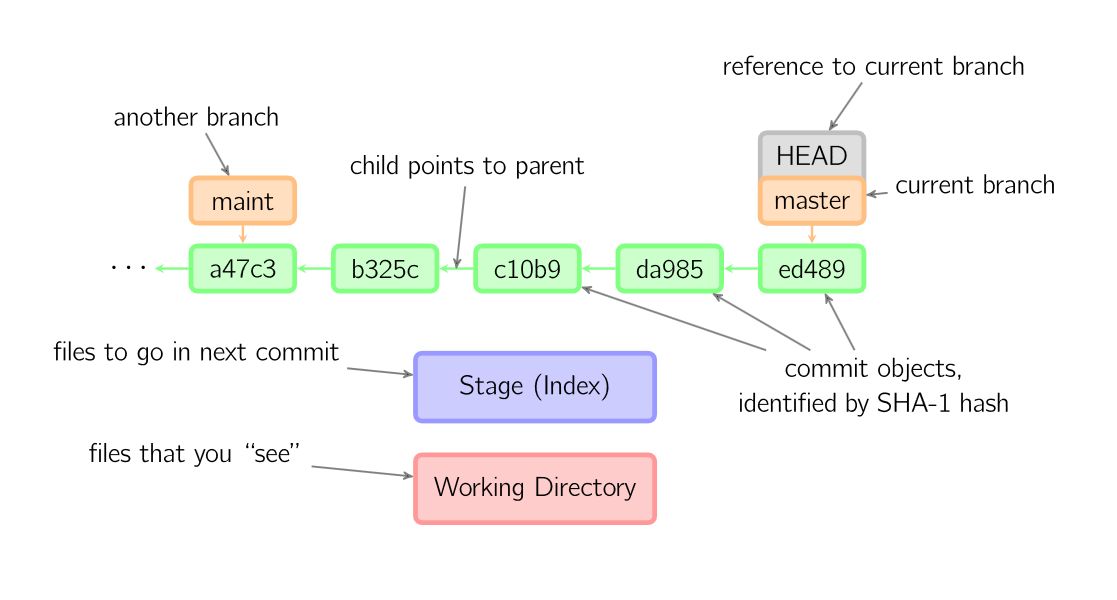 reference to current branch
another branch
HEAD
child points to parent
current branch
maint
master
···
a47c3
b325c
c10b9
da985
ed489
files to go in next commit
Stage (Index)
commit objects,
identified by SHA-1 hash
files that you “see”
Working Directory